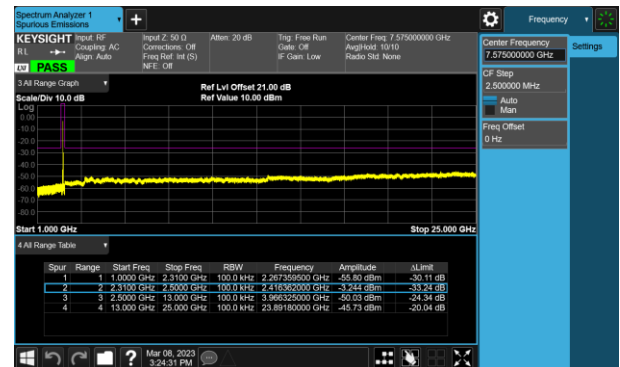 Spectrum Analyzer 1
Spurious Emissions
Frequency
KEYSIGHT Input: RF Input Z: 50 Ω Atten: 20 dB Trig: Free Run Center Freq: 7.575000000 GHz
RL Coupling: AC Corrections: Off Gate: Off Avg|Hold: 10/10
Align: Auto Freq Ref: Int (S) IF Gain: Low Radio Std: None
LNI PASS NFE: Off
Center Frequency
7.575000000 GHz
Settings
CF Step
2.500000 MHz
Auto
Man
Freq Offset
0 Hz
3 All Range Graph
Ref Lvl Offset 21.00 dB
Scale/Div 10.0 dB Ref Value 10.00 dBm
Log
0.00
-10.0
-20.0
-30.0
-40.0
-50.0
-60.0
-70.0
-80.0
Start 1.000 GHz Stop 25.000 GHz
4 All Range Table
Spur Range Start Freq Stop Freq RBW Frequency Amplitude ΔLimit
1 1 1.0000 GHz 2.3100 GHz 100.0 kHz 2.267359500 GHz -55.80 dBm -30.11 dB
2 2 2.3100 GHz 2.5000 GHz 100.0 kHz 2.416362000 GHz -3.244 dBm -33.24 dB
3 3 2.5000 GHz 13.000 GHz 100.0 kHz 3.966325000 GHz -50.03 dBm -24.34 dB
4 4 13.000 GHz 25.000 GHz 100.0 kHz 23.89180000 GHz -45.73 dBm -20.04 dB
Mar 08, 2023
3:24:31 PM